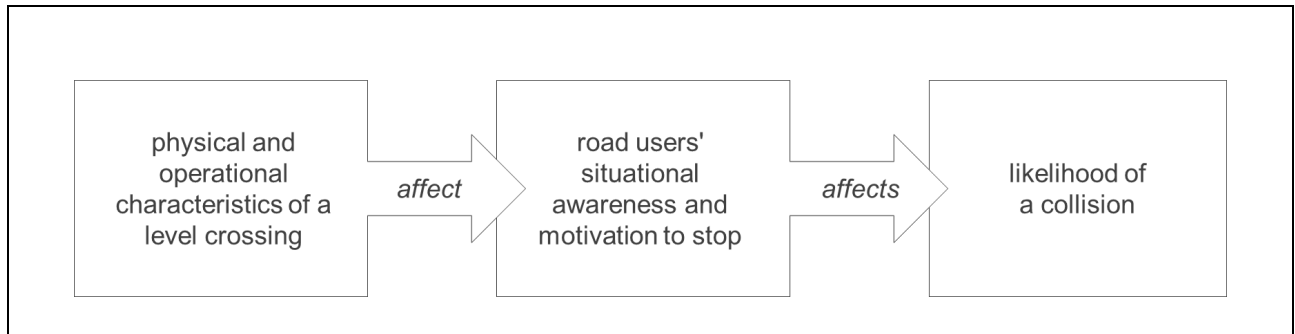 physical and
operational
characteristics of a
level crossing
affect
road users'
situational
awareness and
motivation to stop
affects
likelihood of
a collision